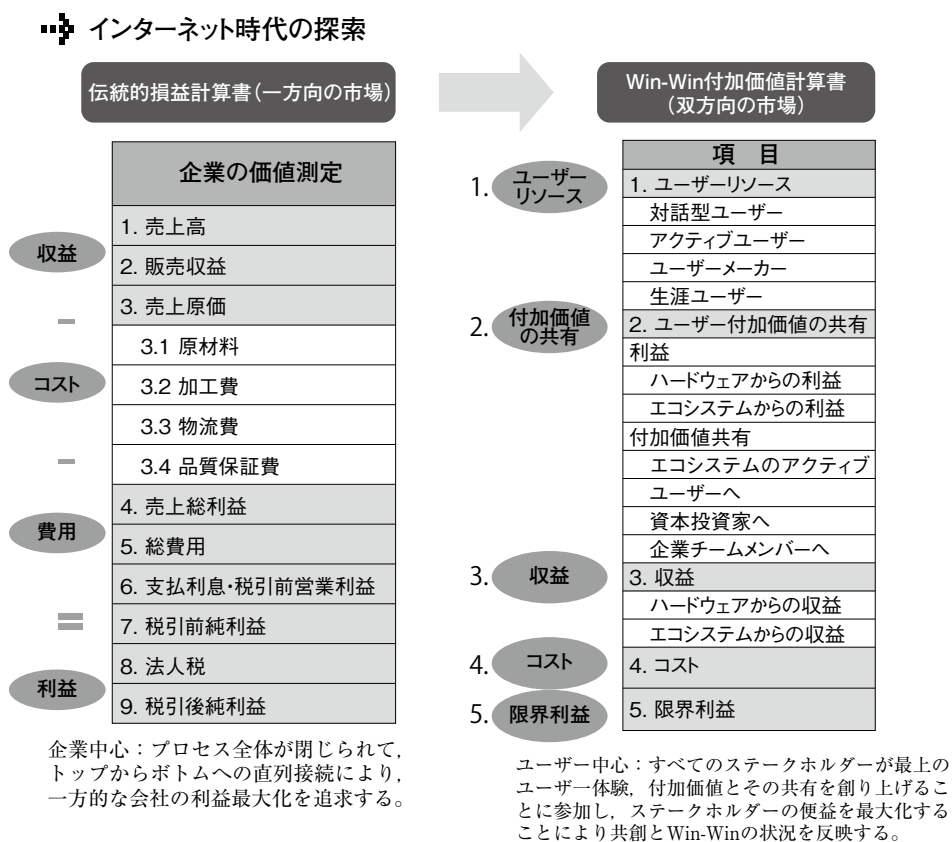 インターネット時代の探索
伝統的損益計算書(一方向の市場)
企業の価値測定
1. 売上高
2. 販売収益
3. 売上原価
3.1 原材料
3.2 加工費
3.3 物流費
3.4 品質保証費
4. 売上総利益
5. 総費用
6. 支払利息・税引前営業利益
7. 税引前純利益
8. 法人税
9. 税引後純利益
収益
−
コスト
−
費用
=
利益
企業中心：プロセス全体が閉じられて，
トップからボトムへの直列接続により，
一方的な会社の利益最大化を追求する。
Win-Win付加価値計算書
(双方向の市場)
項 目
1. ユーザーリソース
対話型ユーザー
アクティブユーザー
ユーザーメーカー
生涯ユーザー
2. ユーザー付加価値の共有
利益
ハードウェアからの利益
エコシステムからの利益
付加価値共有
エコシステムのアクティブ
ユーザーへ
資本投資家へ
企業チームメンバーへ
3. 収益
ハードウェアからの収益
エコシステムからの収益
4. コスト
5. 限界利益
1. ユーザー
リソース
2. 付加価値
の共有
3. 収益
4. コスト
5. 限界利益
ユーザー中心：すべてのステークホルダーが最上の
ユーザー体験，付加価値とその共有を創り上げるこ
とに参加し，ステークホルダーの便益を最大化する
ことにより共創とWin-Winの状況を反映する。